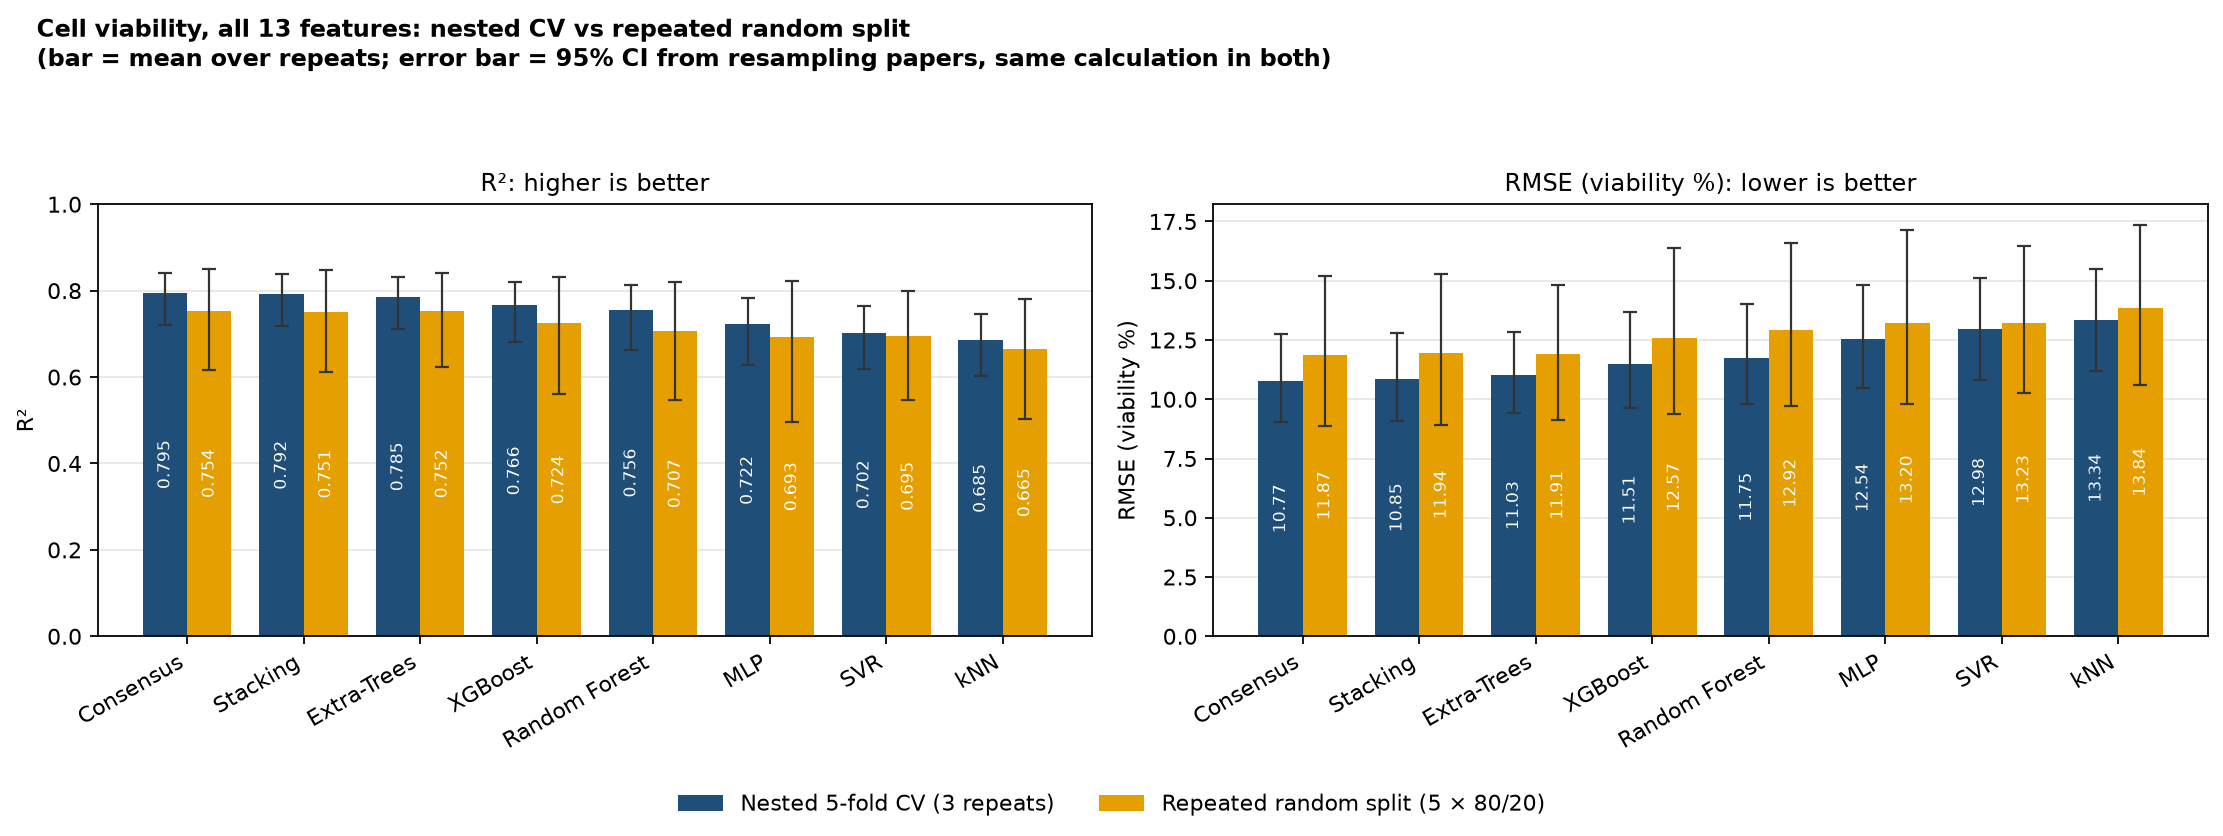 Cell viability, all 13 features: nested CV vs repeated random split
(bar = mean over repeats; error bar = 95% CI from resampling papers, same calculation in both)
R²: higher is better
R²
1.0
0.8
0.6
0.4
0.2
0.0
0.795
0.754
0.792
0.751
0.785
0.752
0.766
0.724
0.756
0.707
0.722
0.693
0.702
0.695
0.685
0.665
Consensus
Stacking
Extra-Trees
XGBoost
Random Forest
MLP
SVR
kNN
RMSE (viability %): lower is better
RMSE (viability %)
17.5
15.0
12.5
10.0
7.5
5.0
2.5
0.0
10.77
11.87
10.85
11.94
11.03
11.91
11.51
12.57
11.75
12.92
12.54
13.20
12.98
13.23
13.34
13.84
Consensus
Stacking
Extra-Trees
XGBoost
Random Forest
MLP
SVR
kNN
Nested 5-fold CV (3 repeats)
Repeated random split (5 × 80/20)